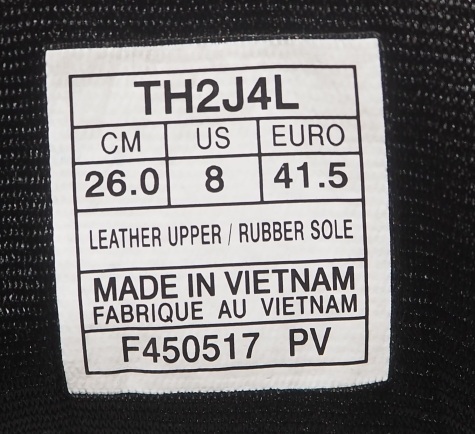 TH2J4L
CM US EURO
26.0 8 41.5
LEATHER UPPER / RUBBER SOLE
MADE IN VIETNAM
FABRIQUE AU VIETNAM
F450517 PV